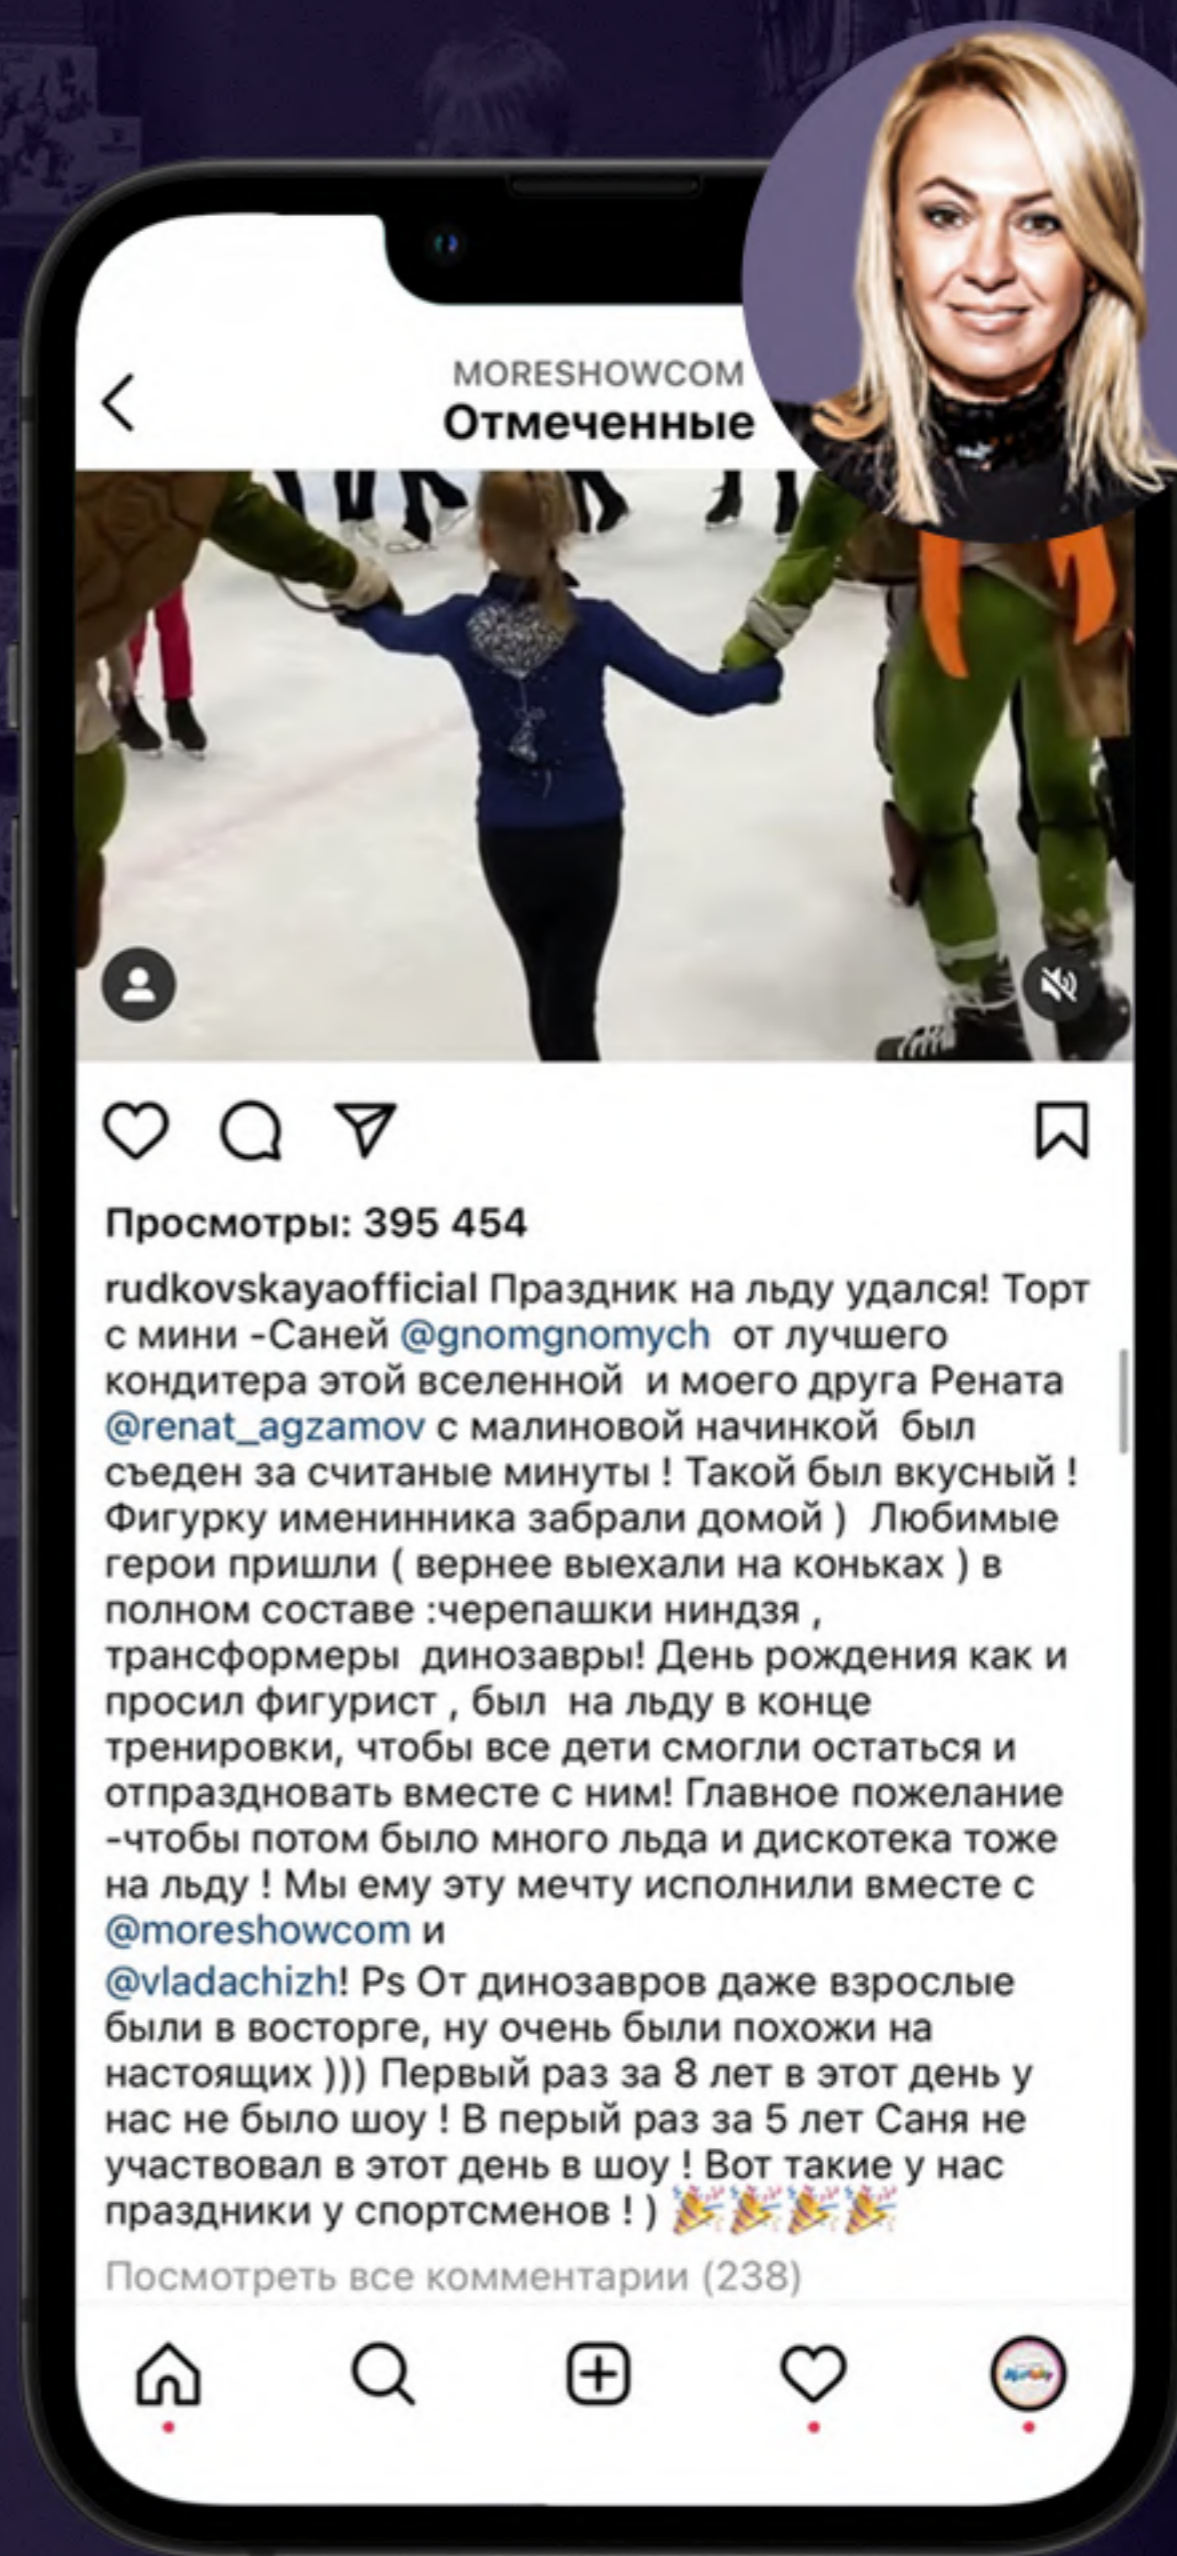 MORESHOWCOM
Отмеченные
Просмотры: 395 454
rudkovskayaofficial Праздник на льду удался! Торт
с мини -Саней @gnomgnomych от лучшего
кондитера этой вселенной и моего друга Рената
@renat_agzamov с малиновой начинкой был
съеден за считаные минуты ! Такой был вкусный !
Фигурку именинника забрали домой ) Любимые
герои пришли ( вернее выехали на коньках ) в
полном составе :черепашки ниндзя ,
трансформеры динозавры! День рождения как и
просил фигурист , был на льду в конце
тренировки, чтобы все дети смогли остаться и
отпраздновать вместе с ним! Главное пожелание
-чтобы потом было много льда и дискотека тоже
на льду ! Мы ему эту мечту исполнили вместе с
@moreshowcom и
@vladachizh! Ps От динозавров даже взрослые
были в восторге, ну очень были похожи на
настоящих ))) Первый раз за 8 лет в этот день у
нас не было шоу ! В перый раз за 5 лет Саня не
участвовал в этот день в шоу ! Вот такие у нас
праздники у спортсменов ! ) 🎉🎉🎉🎉
Посмотреть все комментарии (238)